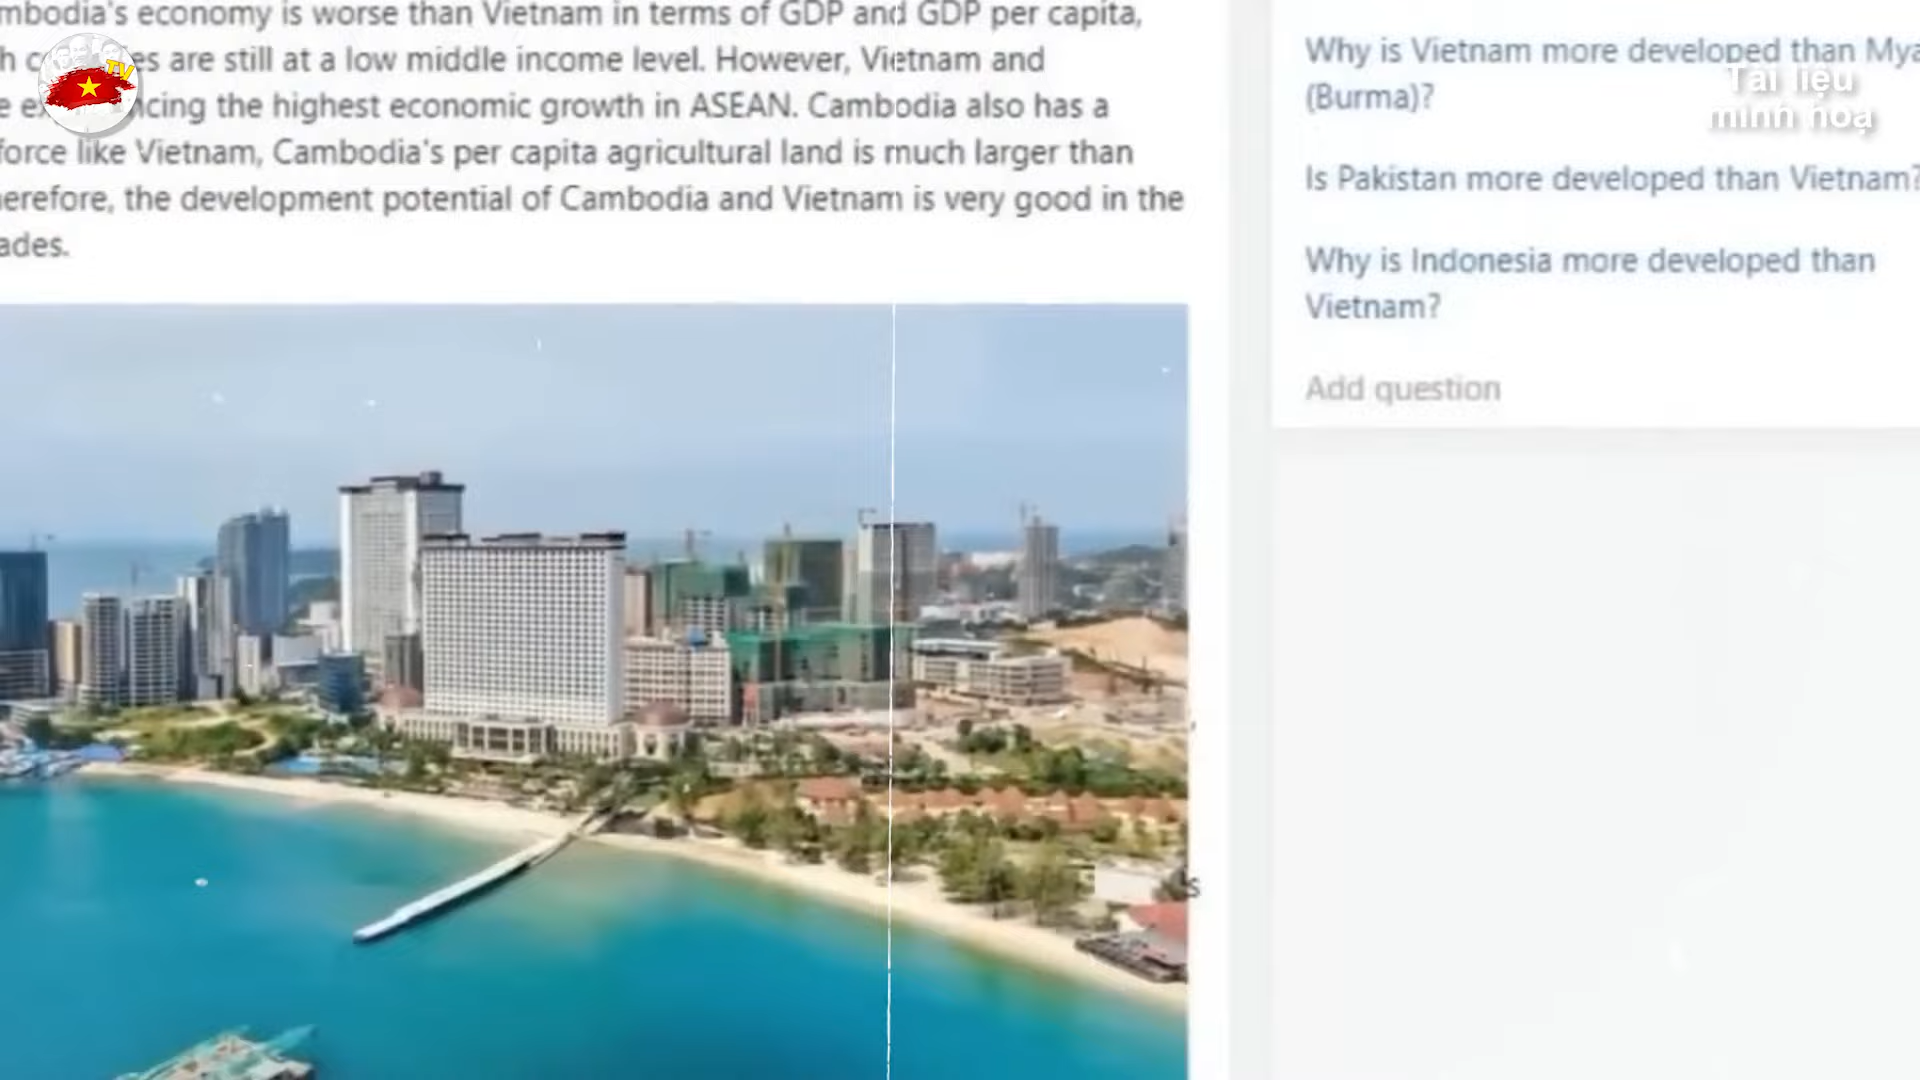 mbodia's economy is worse than Vietnam in terms of GDP and GDP per capita,
h es are still at a low middle income level. However, Vietnam and
e cing the highest economic growth in ASEAN. Cambodia also has a
force like Vietnam, Cambodia's per capita agricultural land is much larger than
erefore, the development potential of Cambodia and Vietnam is very good in the
ades.
TV
Why is Vietnam more developed than Mya
(Burma)?
Is Pakistan more developed than Vietnam?
Why is Indonesia more developed than
Vietnam?
Add question
Tài liệu
minh hoạ
s